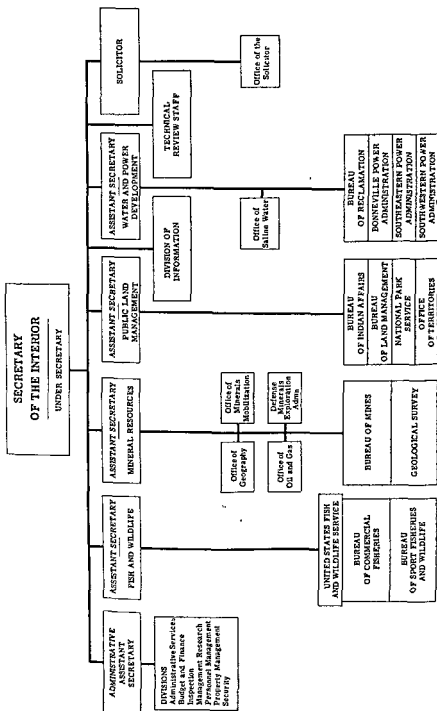 SECRETARY
OF THE INTERIOR
UNDER SECRETARY
ADMINISTRATIVE
ASSISTANT
SECRETARY
DIVISIONS
Administrative Services
Budget and Finance
Inspection
Management Research
Personnel Management
Property Management
Security
ASSISTANT SECRETARY
FISH AND WILDLIFE
UNITED STATES FISH
AND WILDLIFE SERVICE
BUREAU
OF COMMERCIAL
FISHERIES
BUREAU
OF SPORT FISHERIES
AND WILDLIFE
ASSISTANT SECRETARY
MINERAL RESOURCES
Office of
Geography
Office of
Minerals
Mobilization
Office of
Oil and Gas
Defense
Minerals
Exploration
Admn
BUREAU OF MINES
GEOLOGICAL SURVEY
ASSISTANT SECRETARY
PUBLIC LAND
MANAGEMENT
BUREAU
OF INDIAN AFFAIRS
BUREAU
OF LAND MANAGEMENT
NATIONAL PARK
SERVICE
OFFICE
OF TERRITORIES
DIVISION OF
INFORMATION
ASSISTANT SECRETARY
WATER AND POWER
DEVELOPMENT
Office of
Saline Water
BUREAU
OF RECLAMATION
BONNEVILLE POWER
ADMINISTRATION
SOUTHEASTERN POWER
ADMINISTRATION
SOUTHWESTERN POWER
ADMINISTRATION
TECHNICAL
REVIEW STAFF
SOLICITOR
Office of the
Solicitor